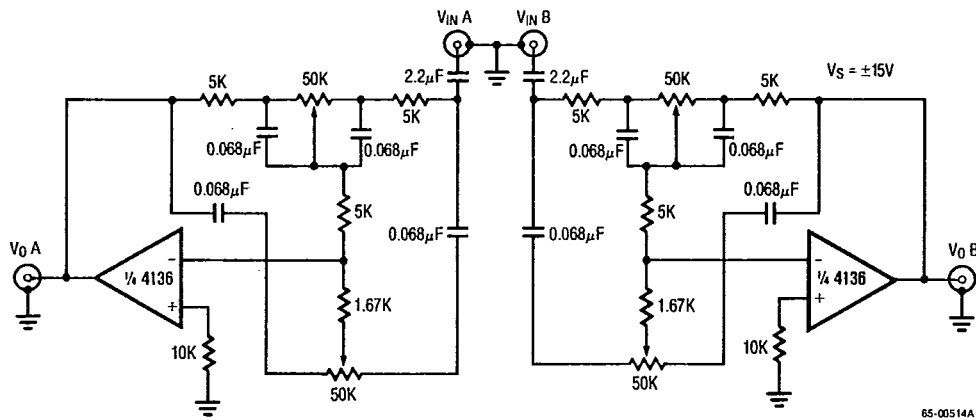 VIN A
VIN B
2.2µF
2.2µF
VS = ±15V
5K
50K
5K
5K
50K
5K
0.068µF
0.068µF
0.068µF
0.068µF
0.068µF
5K
0.068µF
0.068µF
5K
0.068µF
VO A
¼ 4136
−
+
1.67K
10K
50K
1.67K
50K
−
¼ 4136
+
10K
VO B
65-00514A